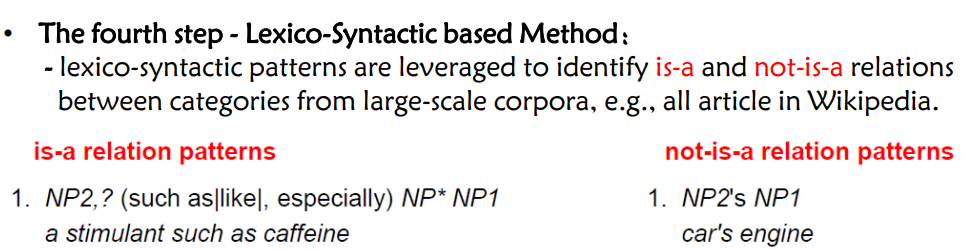 • The fourth step - Lexico-Syntactic based Method：
- lexico-syntactic patterns are leveraged to identify is-a and not-is-a relations
between categories from large-scale corpora, e.g., all article in Wikipedia.
is-a relation patterns
1. NP2,? (such as|like|, especially) NP* NP1
a stimulant such as caffeine
not-is-a relation patterns
1. NP2's NP1
car's engine